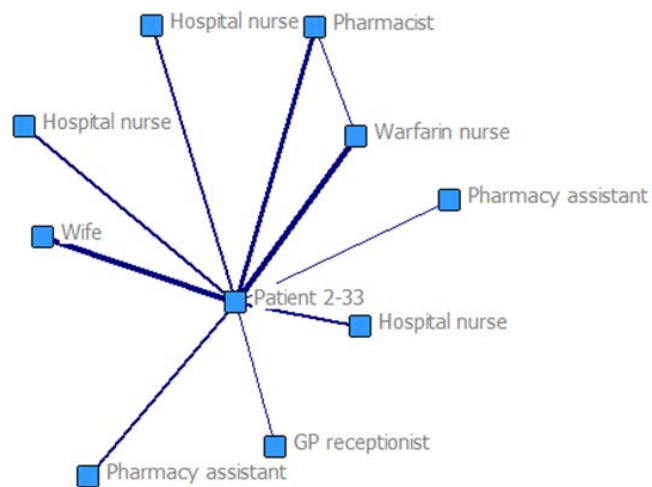 Hospital nurse
Pharmacist
Hospital nurse
Warfarin nurse
Pharmacy assistant
Wife
Patient 2-33
Hospital nurse
GP receptionist
Pharmacy assistant